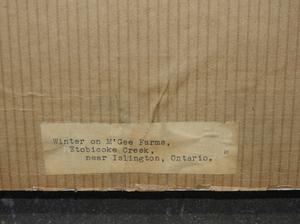 Winter on M'Gee Farms,
Etobicoke Creek,
near Islington, Ontario.